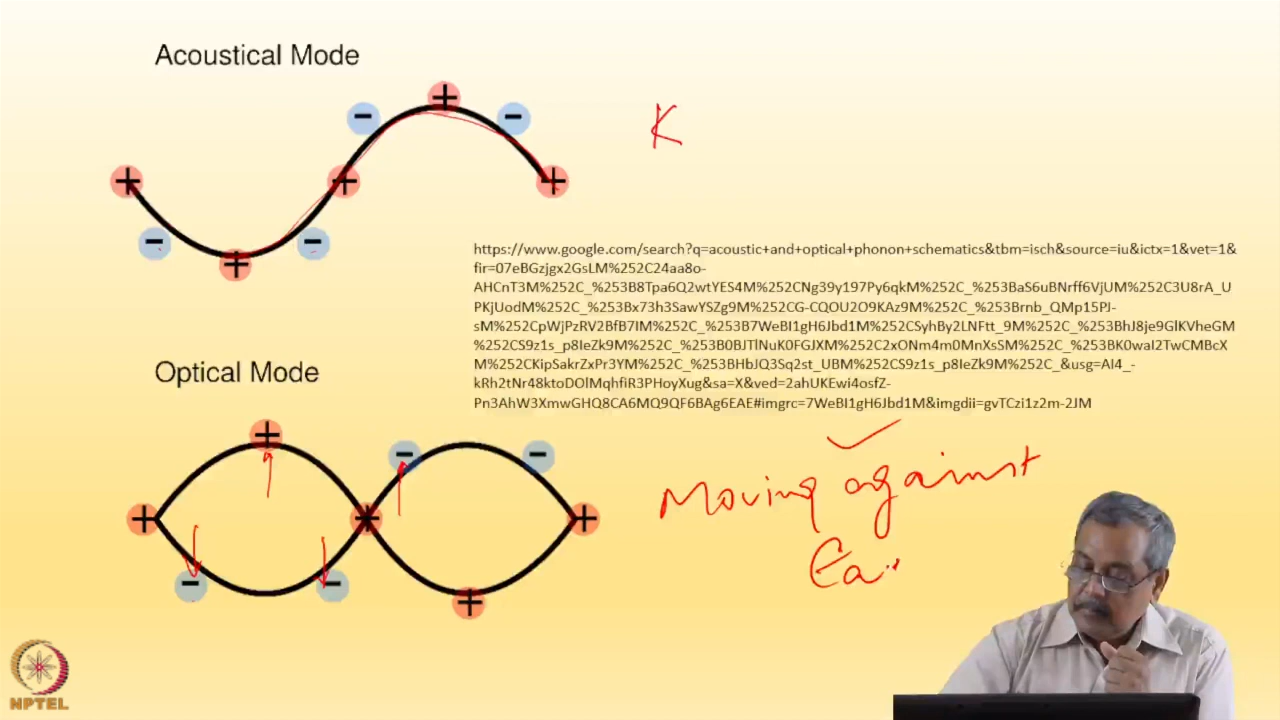 Acoustical Mode
+ - + - + - + - +
K
https://www.google.com/search?q=acoustic+and+optical+phonon+schematics&tbm=isch&source=iu&ictx=1&vet=1&
fir=07eBGzjgx2GsLM%252C24aa8o-
AHCnT3M%252C_%253B8Tpa6Q2wtYES4M%252CNg39y197Py6qkM%252C_%253BaS6uBNrff6VjUM%252C3U8rA_U
PKjUodM%252C_%253Bx73h3SawYSZg9M%252CG-CQOU2O9KAz9M%252C_%253Brnb_QMp15PJ-
sM%252CpWjPzRV2BfB7IM%252C_%253B7WeBI1gH6Jbd1M%252CSyhBy2LNFtt_9M%252C_%253BhJ8je9GlKVheGM
%252CS9z1s_p8IeZk9M%252C_%253B0BJTlNuK0FGJXM%252C2xONm4m0MnXsSM%252C_%253BK0waI2TwCMBcX
M%252CKipSakrZxPr3YM%252C_%253BHbJQ3Sq2st_UBM%252CS9z1s_p8IeZk9M%252C_&usg=AI4_-
kRh2tNr48ktoDOlMqhfiR3PHoyXug&sa=X&ved=2ahUKEwi4osfZ-
Pn3AhW3XmwGHQ8CA6MQ9QF6BAg6EAE#imgrc=7WeBI1gH6Jbd1M&imgdii=gvTCzi1z2m-2JM
Optical Mode
+ - + - + - + - +
Moving against
Ea
NPTEL